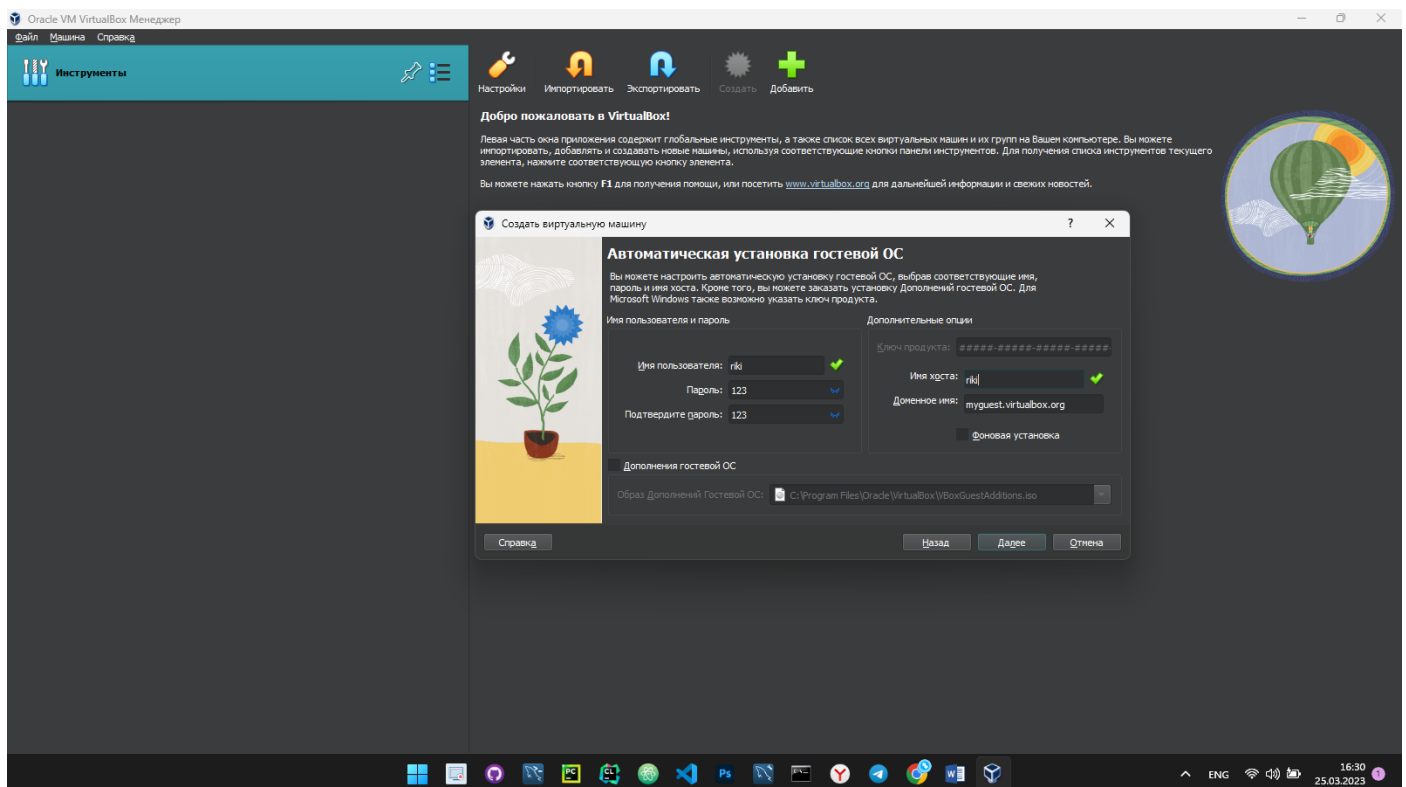 Oracle VM VirtualBox Менеджер
Файл Машина Справка
Инструменты
Настройки Импортировать Экспортировать Создать Добавить
Добро пожаловать в VirtualBox!
Левая часть окна приложения содержит глобальные инструменты, а также список всех виртуальных машин и их групп на Вашем компьютере. Вы можете
импортировать, добавлять и создавать новые машины, используя соответствующие кнопки панели инструментов. Для получения списка инструментов текущего
элемента, нажмите соответствующую кнопку элемента.
Вы можете нажать кнопку F1 для получения помощи, или посетить www.virtualbox.org для дальнейшей информации и свежих новостей.
Создать виртуальную машину
?
Автоматическая установка гостевой ОС
Вы можете настроить автоматическую установку гостевой ОС, выбрав соответствующие имя,
пароль и имя хоста. Кроме того, вы можете заказать установку Дополнений гостевой ОС. Для
Microsoft Windows также возможно указать ключ продукта.
Имя пользователя и пароль
Имя пользователя: riki
Пароль: 123
Подтвердите пароль: 123
Дополнительные опции
Ключ продукта: #####-#####-#####-#####-
Имя хоста: riki
Доменное имя: myguest.virtualbox.org
Фоновая установка
Дополнения гостевой ОС
Образ Дополнений Гостевой ОС: C:\Program Files\Oracle\VirtualBox\VBoxGuestAdditions.iso
Справка Назад Далее Отмена
PC CL Ps Y W
ENG 16:30
25.03.2023 1